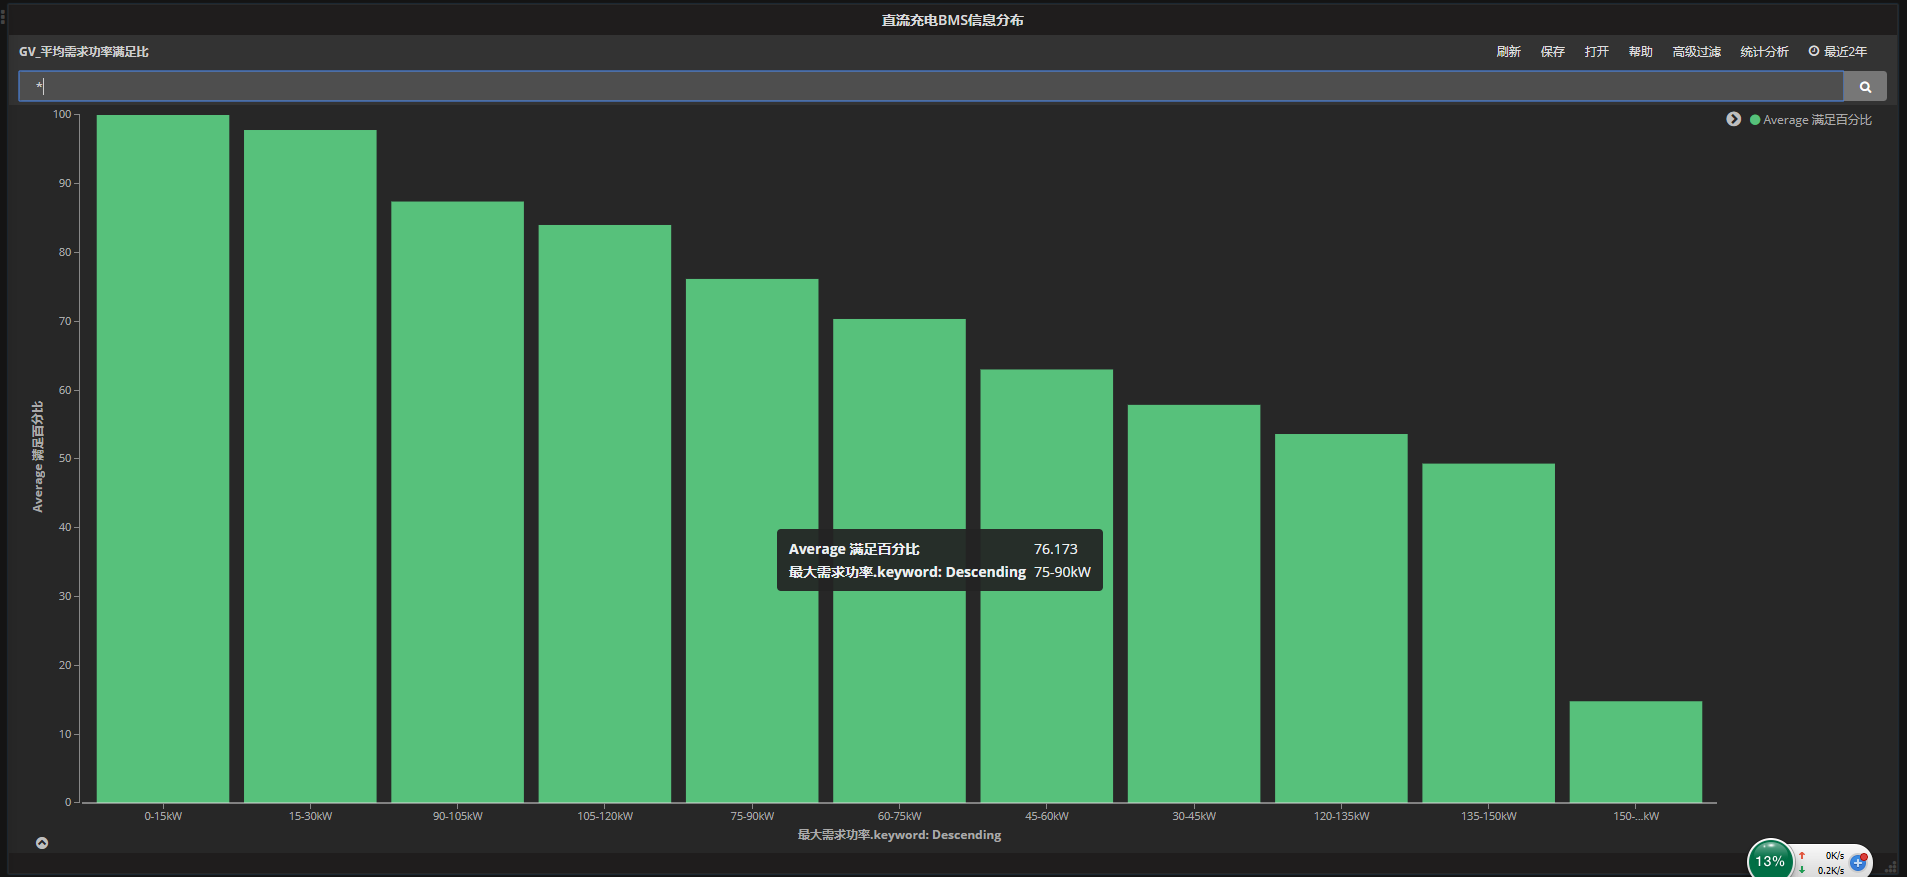 直流充电BMS信息分布
GV_平均需求功率满足比
刷新 保存 打开 帮助 高级过滤 统计分析 最近2年
*
Average 满足百分比
100
90
80
70
60
50
40
30
20
10
0
Average 满足百分比
Average 满足百分比 76.173
最大需求功率.keyword: Descending 75-90kW
0-15kW 15-30kW 90-105kW 105-120kW 75-90kW 60-75kW 45-60kW 30-45kW 120-135kW 135-150kW 150-...kW
最大需求功率.keyword: Descending
13%
0K/s
0.2K/s